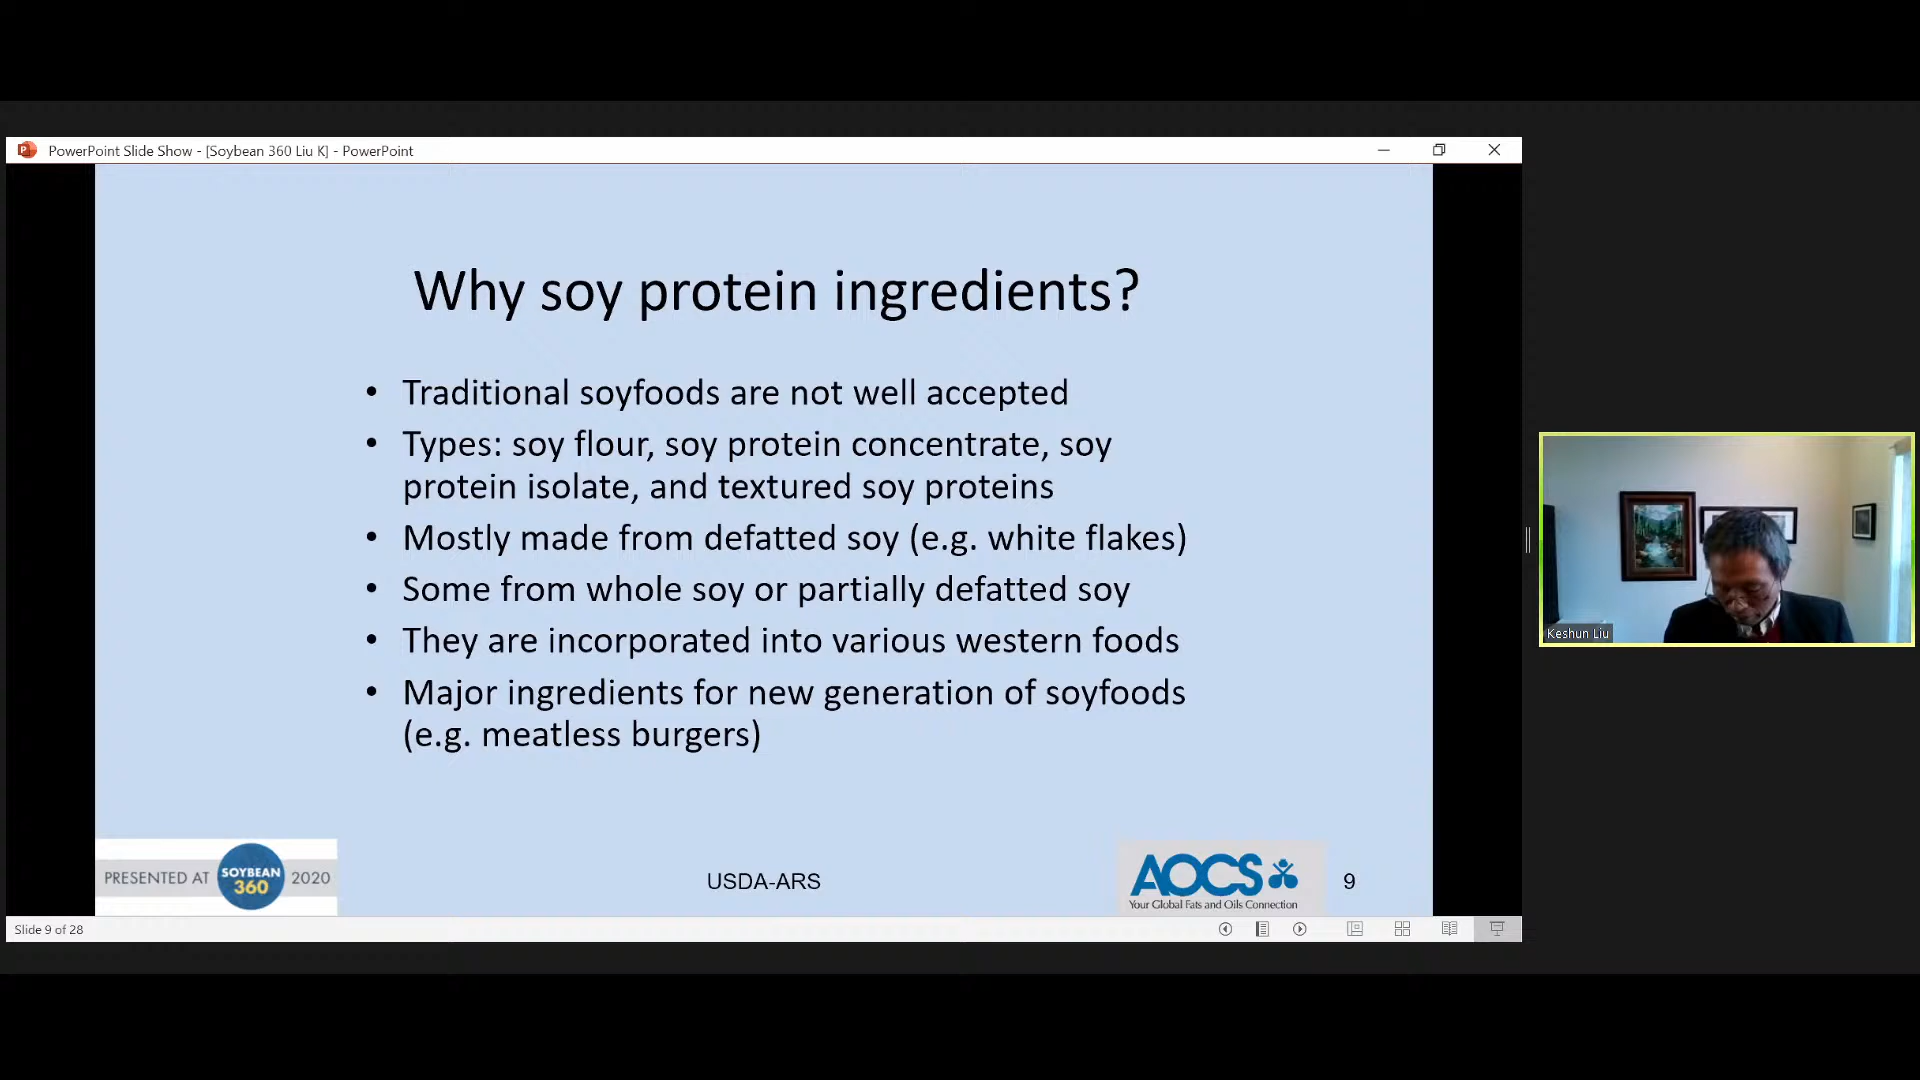 PowerPoint Slide Show - [Soybean 360 Liu K] - PowerPoint
Why soy protein ingredients?
• Traditional soyfoods are not well accepted
• Types: soy flour, soy protein concentrate, soy
protein isolate, and textured soy proteins
• Mostly made from defatted soy (e.g. white flakes)
• Some from whole soy or partially defatted soy
• They are incorporated into various western foods
• Major ingredients for new generation of soyfoods
(e.g. meatless burgers)
PRESENTED AT SOYBEAN 360 2020
USDA-ARS
AOCS
Your Global Fats and Oils Connection
9
Slide 9 of 28
Keshun Liu